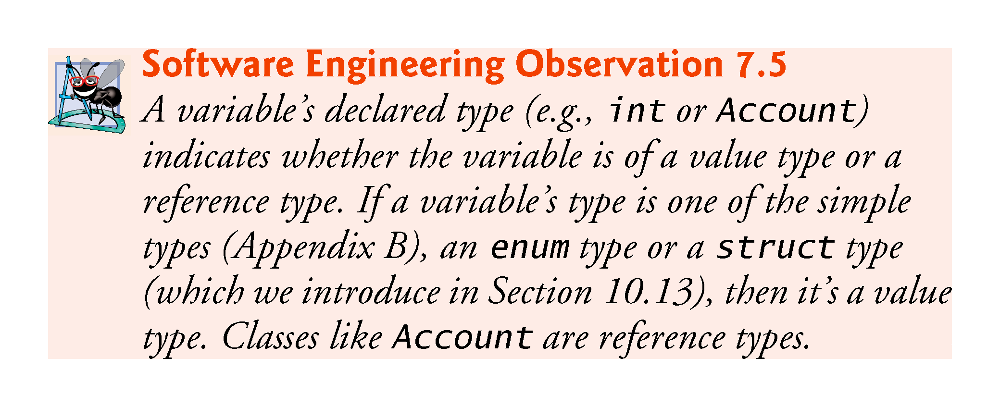 Software Engineering Observation 7.5
A variable’s declared type (e.g., int or Account)
indicates whether the variable is of a value type or a
reference type. If a variable’s type is one of the simple
types (Appendix B), an enum type or a struct type
(which we introduce in Section 10.13), then it’s a value
type. Classes like Account are reference types.